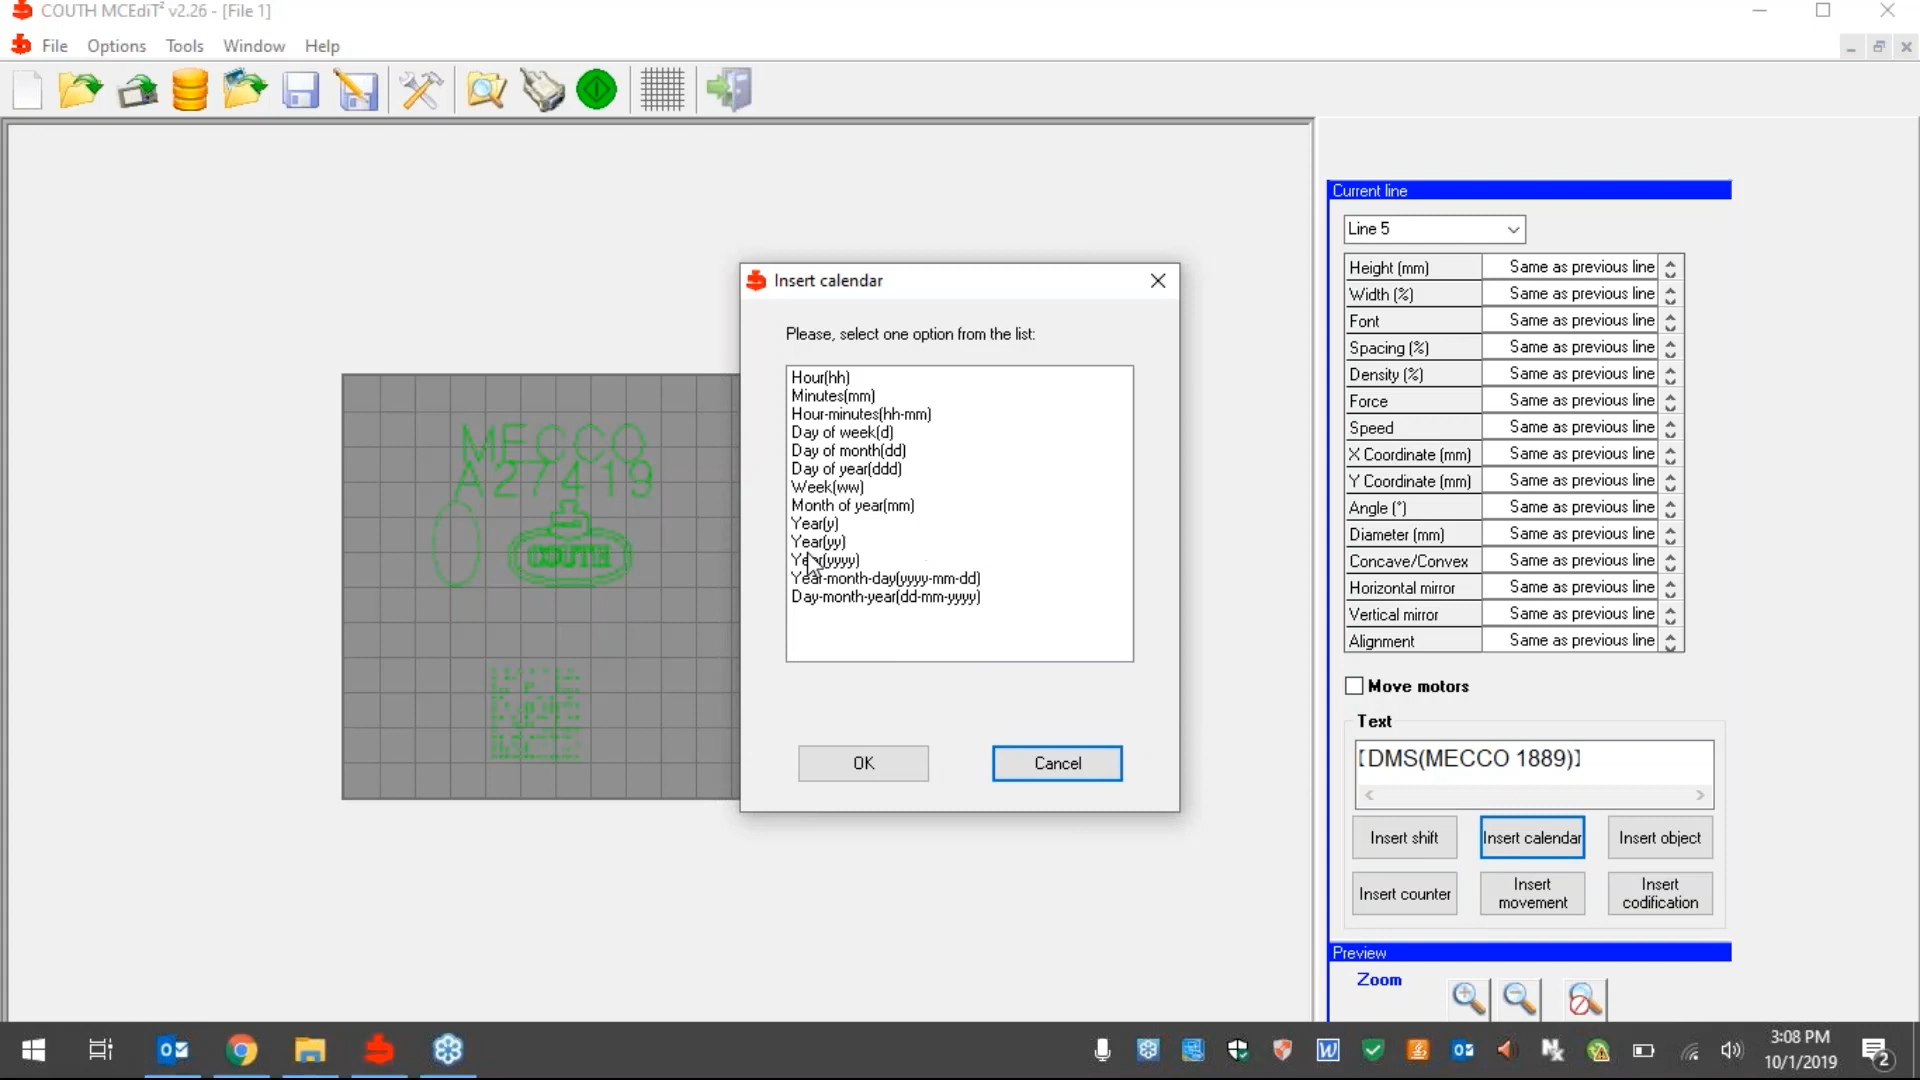 COUTH MCEdiT² v2.26 - [File 1]
File Options Tools Window Help
MECCO
A27419
COUTH
Insert calendar
Please, select one option from the list:
Hour(hh)
Minutes(mm)
Hour-minutes(hh-mm)
Day of week(d)
Day of month(dd)
Day of year(ddd)
Week(ww)
Month of year(mm)
Year(y)
Year(yy)
Year(yyyy)
Year-month-day(yyyy-mm-dd)
Day-month-year(dd-mm-yyyy)
OK Cancel
Current line
Line 5
Height (mm) Same as previous line
Width (%) Same as previous line
Font Same as previous line
Spacing (%) Same as previous line
Density (%) Same as previous line
Force Same as previous line
Speed Same as previous line
X Coordinate (mm) Same as previous line
Y Coordinate (mm) Same as previous line
Angle (°) Same as previous line
Diameter (mm) Same as previous line
Concave/Convex Same as previous line
Horizontal mirror Same as previous line
Vertical mirror Same as previous line
Alignment Same as previous line
Move motors
Text
【DMS(MECCO 1889)】
Insert shift Insert calendar Insert object
Insert counter Insert movement Insert codification
Preview
Zoom
3:08 PM
10/1/2019
2